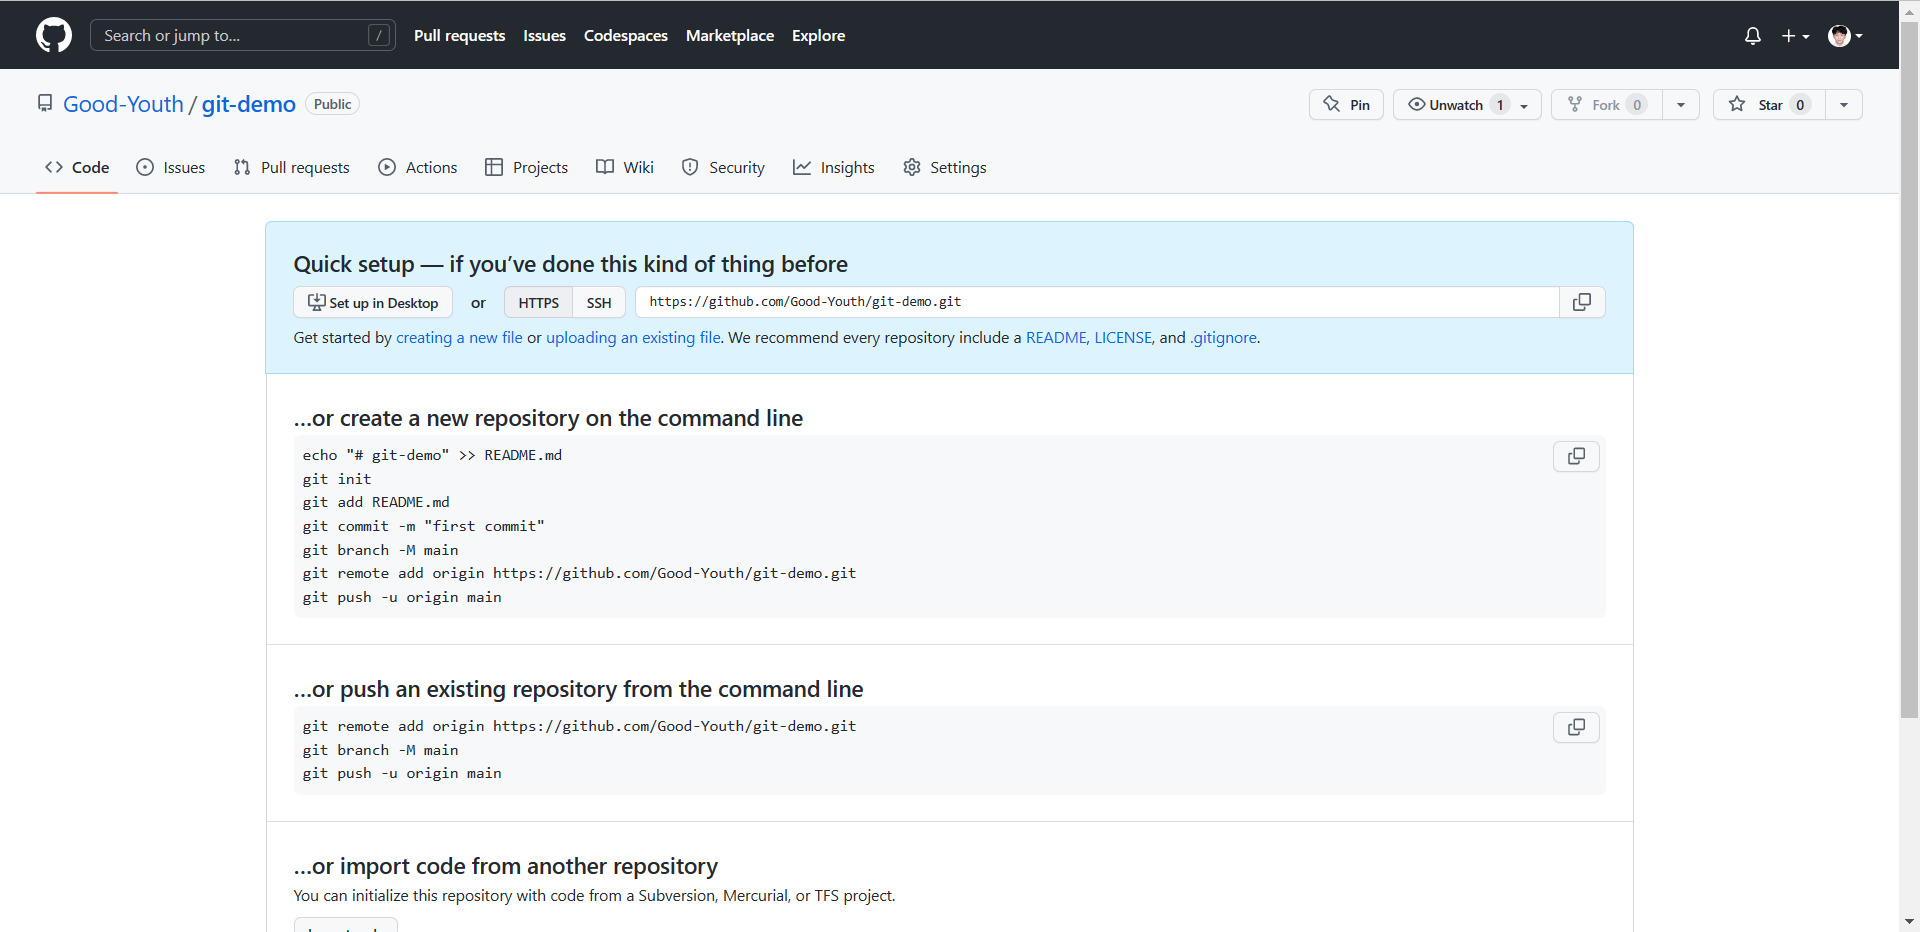 Search or jump to... /
Pull requests Issues Codespaces Marketplace Explore
Good-Youth / git-demo Public
Pin Unwatch 1 Fork 0 Star 0
Code Issues Pull requests Actions Projects Wiki Security Insights Settings
Quick setup — if you’ve done this kind of thing before
Set up in Desktop or HTTPS SSH https://github.com/Good-Youth/git-demo.git
Get started by creating a new file or uploading an existing file. We recommend every repository include a README, LICENSE, and .gitignore.
…or create a new repository on the command line
echo "# git-demo" >> README.md
git init
git add README.md
git commit -m "first commit"
git branch -M main
git remote add origin https://github.com/Good-Youth/git-demo.git
git push -u origin main
…or push an existing repository from the command line
git remote add origin https://github.com/Good-Youth/git-demo.git
git branch -M main
git push -u origin main
…or import code from another repository
You can initialize this repository with code from a Subversion, Mercurial, or TFS project.